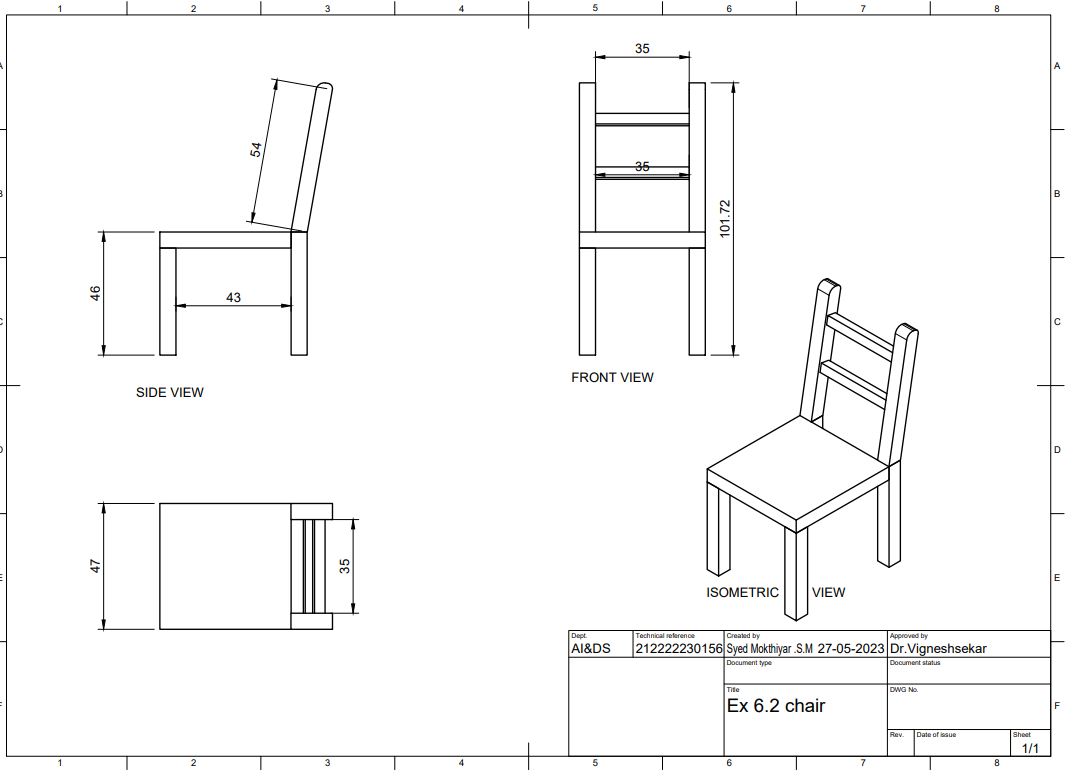 1 2 3 4 5 6 7 8
A A
B B
C C
D D
E E
F F
54
46
43
SIDE VIEW
35
35
101.72
FRONT VIEW
47
35
ISOMETRIC VIEW
Dept. Technical reference Created by Approved by
AI&DS 212222230156 Syed Mokthiyar .S.M 27-05-2023 Dr.Vigneshsekar
Document type Document status
Title DWG No.
Ex 6.2 chair
Rev. Date of issue Sheet
1/1
1 2 3 4 5 6 7 8